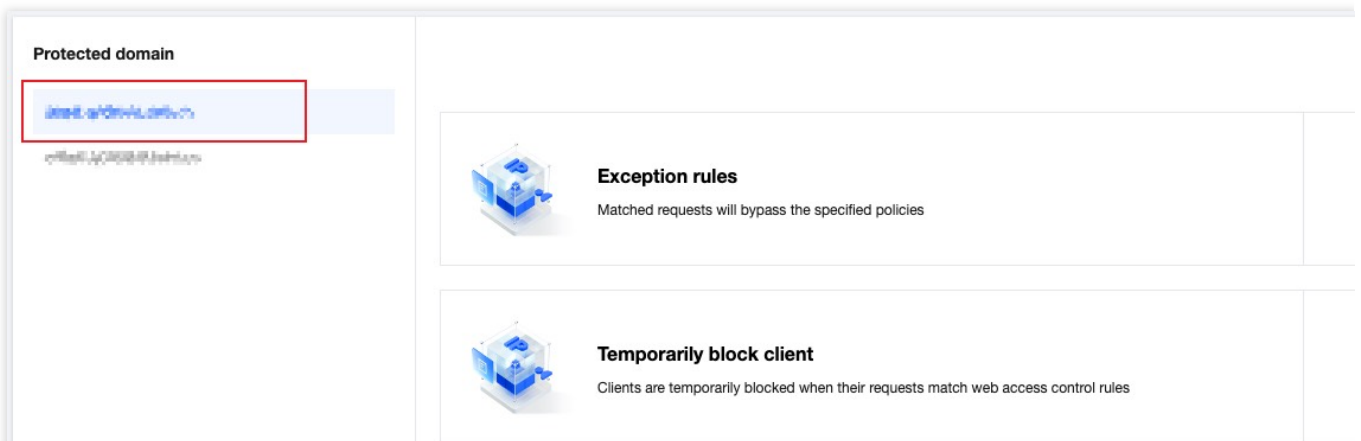 Protected domain
Exception rules
Matched requests will bypass the specified policies
Temporarily block client
Clients are temporarily blocked when their requests match web access control rules